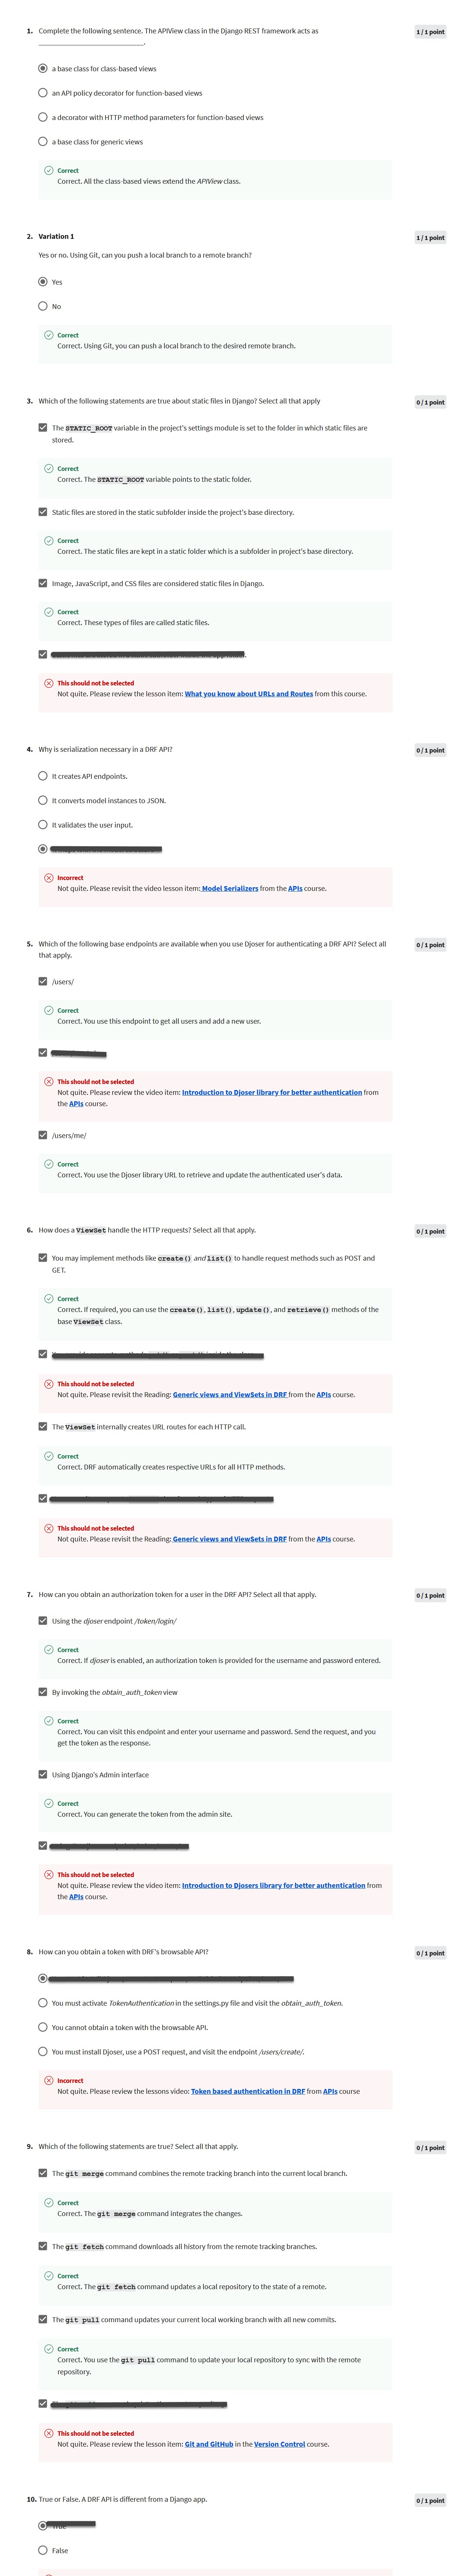 1. Complete the following sentence. The APIView class in the Django REST framework acts as
____________________________.
1 / 1 point
a base class for class-based views
an API policy decorator for function-based views
a decorator with HTTP method parameters for function-based views
a base class for generic views
Correct
Correct. All the class-based views extend the APIView class.
2. Variation 1
1 / 1 point
Yes or no. Using Git, can you push a local branch to a remote branch?
Yes
No
Correct
Correct. Using Git, you can push a local branch to the desired remote branch.
3. Which of the following statements are true about static files in Django? Select all that apply
0 / 1 point
The STATIC_ROOT variable in the project's settings module is set to the folder in which static files are
stored.
Correct
Correct. The STATIC_ROOT variable points to the static folder.
Static files are stored in the static subfolder inside the project's base directory.
Correct
Correct. The static files are kept in a static folder which is a subfolder in project's base directory.
Image, JavaScript, and CSS files are considered static files in Django.
Correct
Correct. These types of files are called static files.
This should not be selected
Not quite. Please review the lesson item: What you know about URLs and Routes from this course.
4. Why is serialization necessary in a DRF API?
0 / 1 point
It creates API endpoints.
It converts model instances to JSON.
It validates the user input.
Incorrect
Not quite. Please revisit the video lesson item: Model Serializers from the APIs course.
5. Which of the following base endpoints are available when you use Djoser for authenticating a DRF API? Select all
that apply.
0 / 1 point
/users/
Correct
Correct. You use this endpoint to get all users and add a new user.
This should not be selected
Not quite. Please review the video item: Introduction to Djoser library for better authentication from
the APIs course.
/users/me/
Correct
Correct. You use the Djoser library URL to retrieve and update the authenticated user's data.
6. How does a ViewSet handle the HTTP requests? Select all that apply.
0 / 1 point
You may implement methods like create() and list() to handle request methods such as POST and
GET.
Correct
Correct. If required, you can use the create(), list(), update(), and retrieve() methods of the
base ViewSet class.
This should not be selected
Not quite. Please revisit the Reading: Generic views and ViewSets in DRF from the APIs course.
The ViewSet internally creates URL routes for each HTTP call.
Correct
Correct. DRF automatically creates respective URLs for all HTTP methods.
This should not be selected
Not quite. Please revisit the Reading: Generic views and ViewSets in DRF from the APIs course.
7. How can you obtain an authorization token for a user in the DRF API? Select all that apply.
0 / 1 point
Using the djoser endpoint /token/login/
Correct
Correct. If djoser is enabled, an authorization token is provided for the username and password entered.
By invoking the obtain_auth_token view
Correct
Correct. You can visit this endpoint and enter your username and password. Send the request, and you
get the token as the response.
Using Django's Admin interface
Correct
Correct. You can generate the token from the admin site.
This should not be selected
Not quite. Please review the video item: Introduction to Djosers library for better authentication from
the APIs course.
8. How can you obtain a token with DRF's browsable API?
0 / 1 point
You must activate TokenAuthentication in the settings.py file and visit the obtain_auth_token.
You cannot obtain a token with the browsable API.
You must install Djoser, use a POST request, and visit the endpoint /users/create/.
Incorrect
Not quite. Please review the lessons video: Token based authentication in DRF from APIs course
9. Which of the following statements are true? Select all that apply.
0 / 1 point
The git merge command combines the remote tracking branch into the current local branch.
Correct
Correct. The git merge command integrates the changes.
The git fetch command downloads all history from the remote tracking branches.
Correct
Correct. The git fetch command updates a local repository to the state of a remote.
The git pull command updates your current local working branch with all new commits.
Correct
Correct. You use the git pull command to update your local repository to sync with the remote
repository.
This should not be selected
Not quite. Please review the lesson item: Git and GitHub in the Version Control course.
10. True or False. A DRF API is different from a Django app.
0 / 1 point
True
False